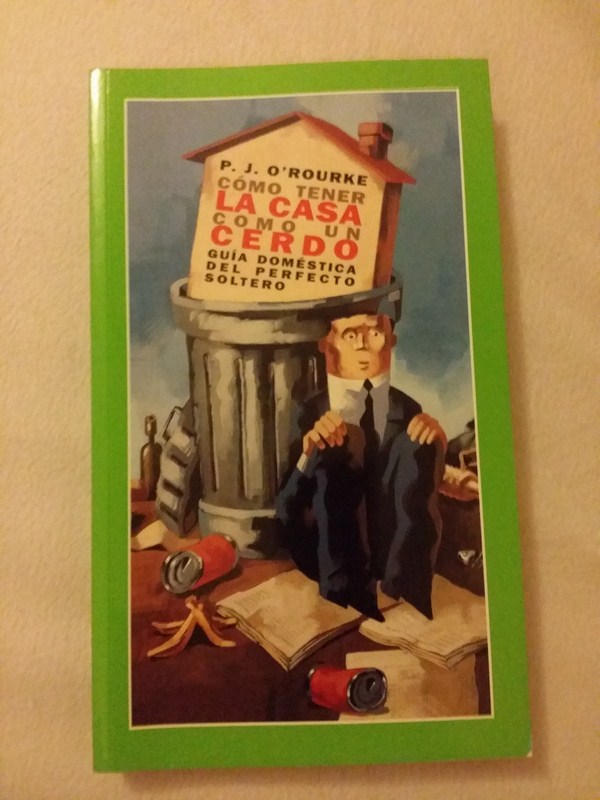 P. J. O'ROURKE
CÓMO TENER
LA CASA
COMO UN
CERDO
GUÍA DOMÉSTICA
DEL PERFECTO
SOLTERO